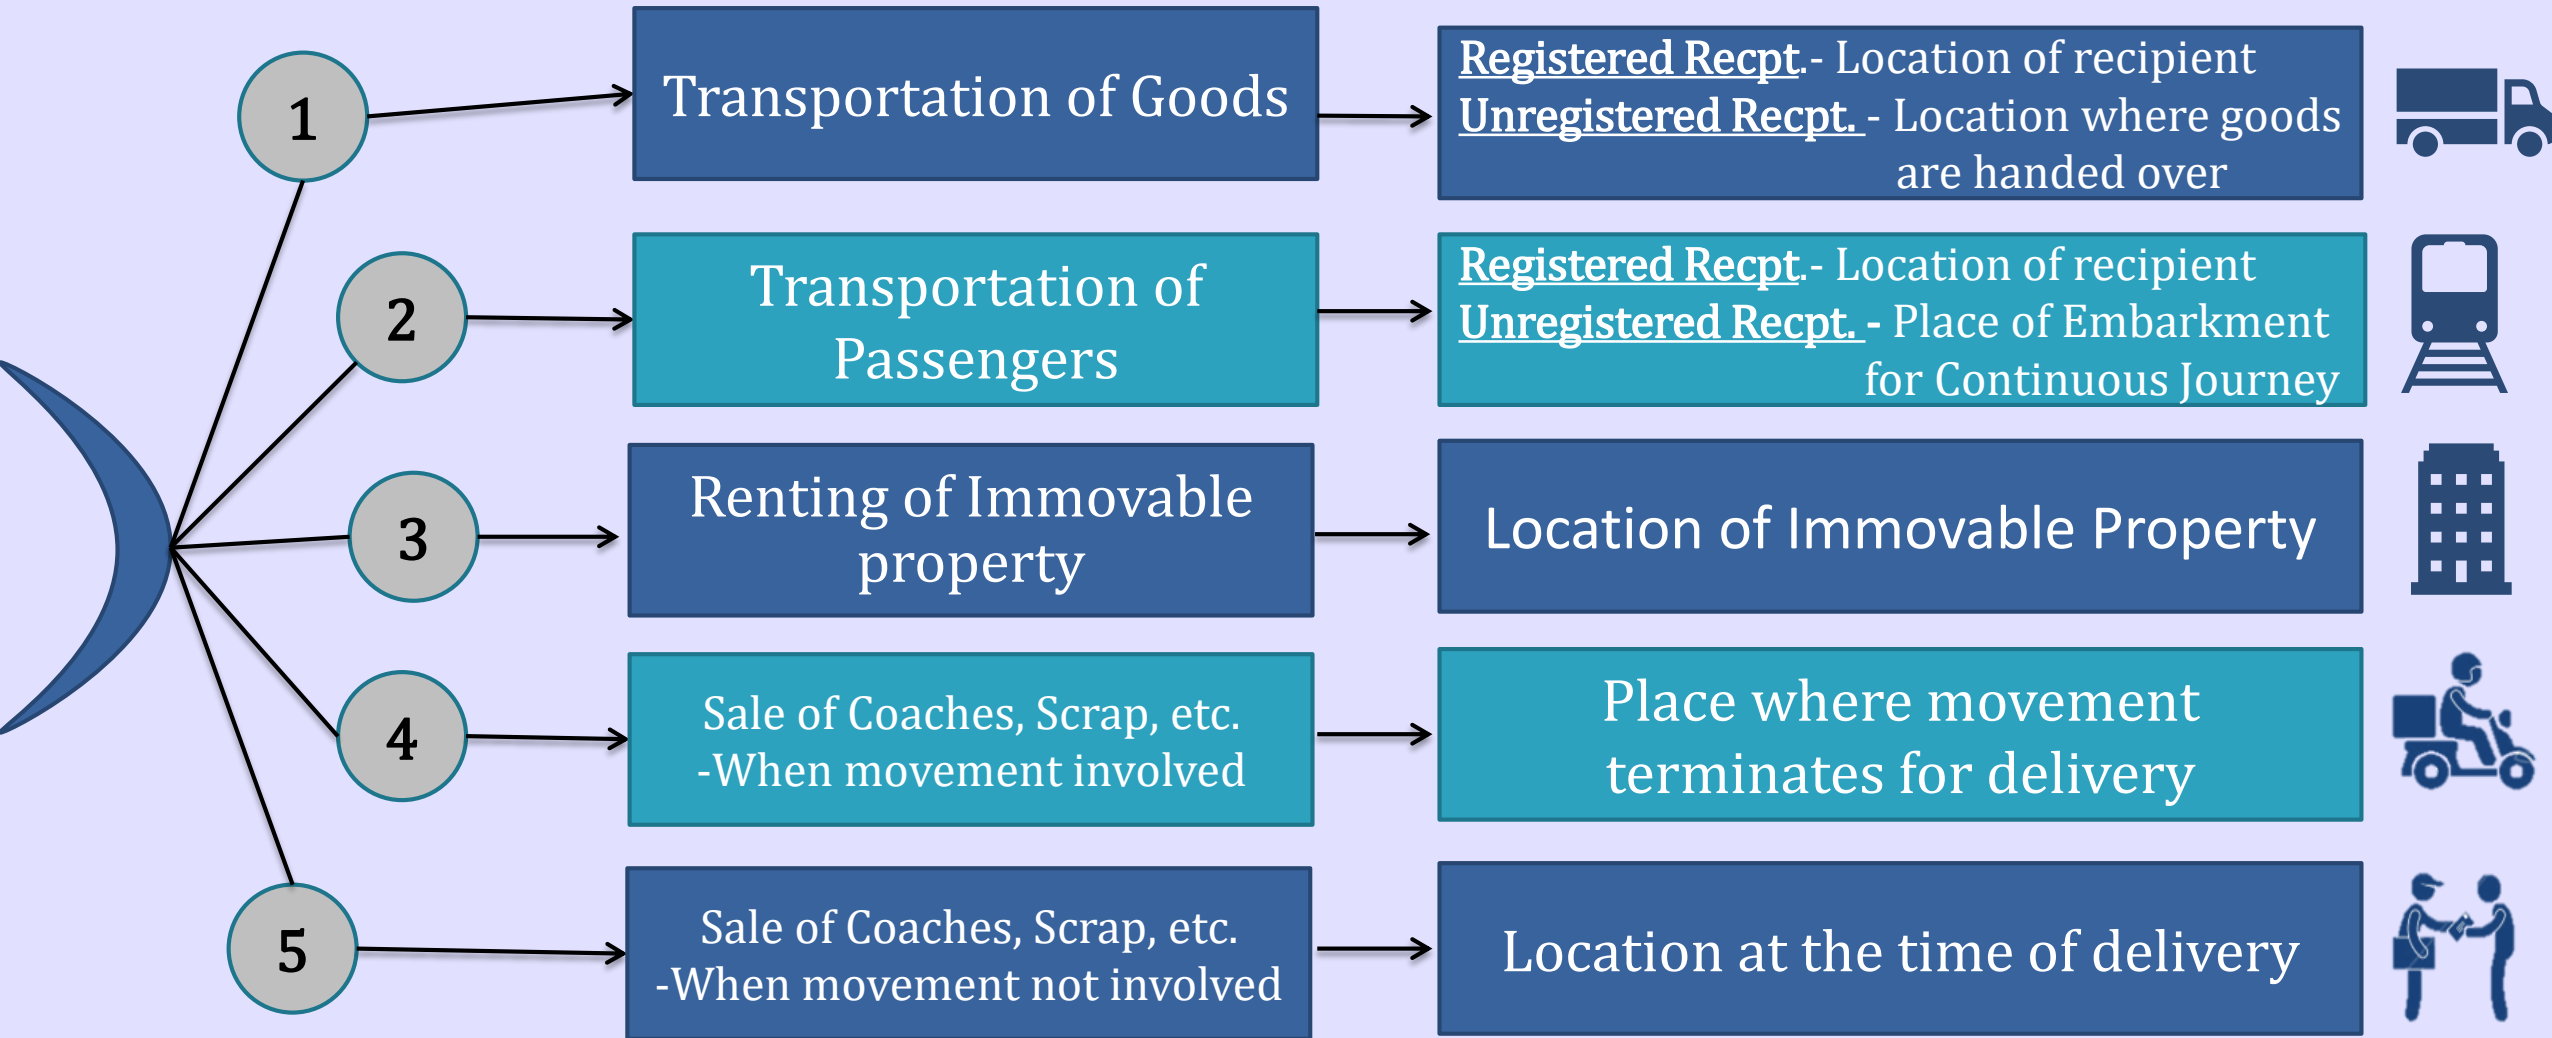 1
Transportation of Goods
Registered Recpt.- Location of recipient
Unregistered Recpt. - Location where goods
are handed over
2
Transportation of
Passengers
Registered Recpt.- Location of recipient
Unregistered Recpt. - Place of Embarkment
for Continuous Journey
3
Renting of Immovable
property
Location of Immovable Property
4
Sale of Coaches, Scrap, etc.
-When movement involved
Place where movement
terminates for delivery
5
Sale of Coaches, Scrap, etc.
-When movement not involved
Location at the time of delivery